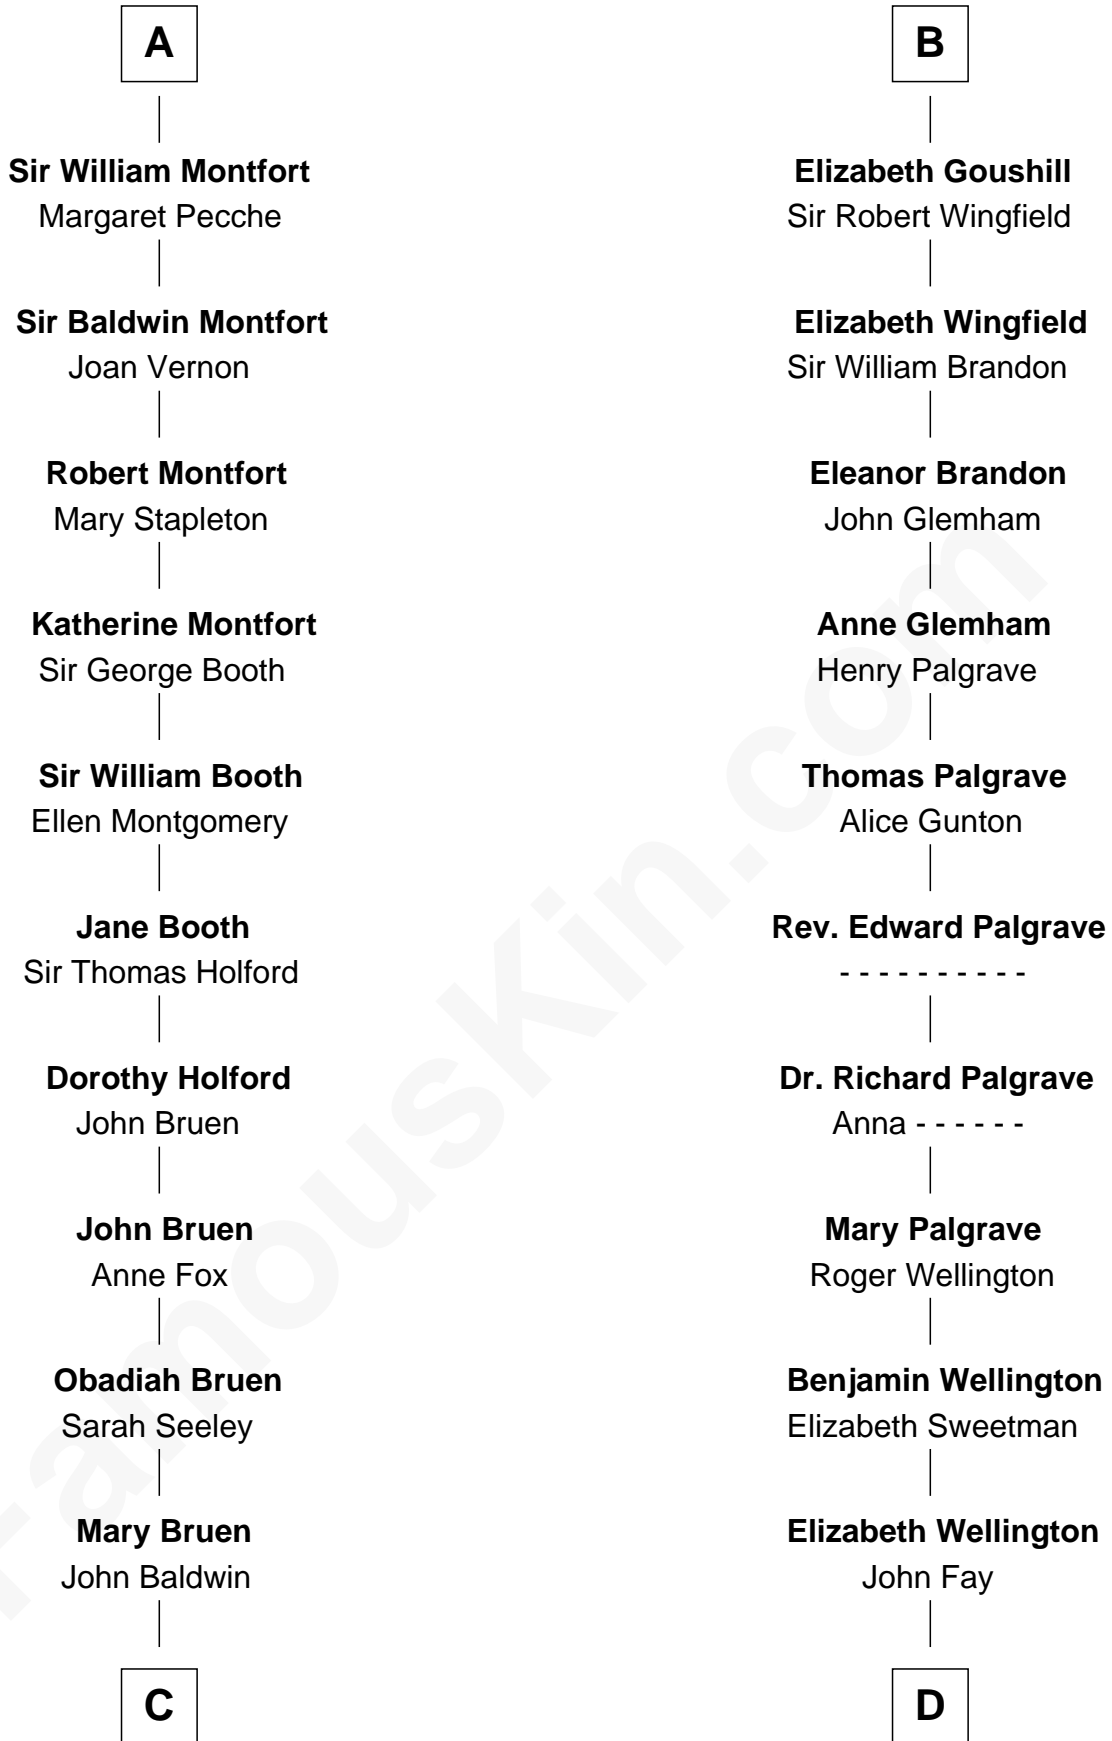 A
Sir William Montfort
Margaret Pecche
Sir Baldwin Montfort
Joan Vernon
Robert Montfort
Mary Stapleton
Katherine Montfort
Sir George Booth
Sir William Booth
Ellen Montgomery
Jane Booth
Sir Thomas Holford
Dorothy Holford
John Bruen
John Bruen
Anne Fox
Obadiah Bruen
Sarah Seeley
Mary Bruen
John Baldwin
C
B
Elizabeth Goushill
Sir Robert Wingfield
Elizabeth Wingfield
Sir William Brandon
Eleanor Brandon
John Glemham
Anne Glemham
Henry Palgrave
Thomas Palgrave
Alice Gunton
Rev. Edward Palgrave
- - - - - - - - - -
Dr. Richard Palgrave
Anna - - - - - -
Mary Palgrave
Roger Wellington
Benjamin Wellington
Elizabeth Sweetman
Elizabeth Wellington
John Fay
D
FamousKin.com